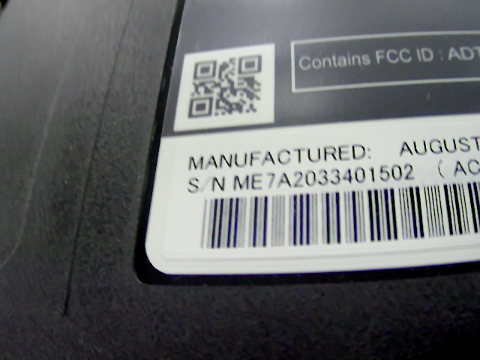 Contains FCC ID : ADT
MANUFACTURED: AUGUST
S/N ME7A2033401502 ( AC